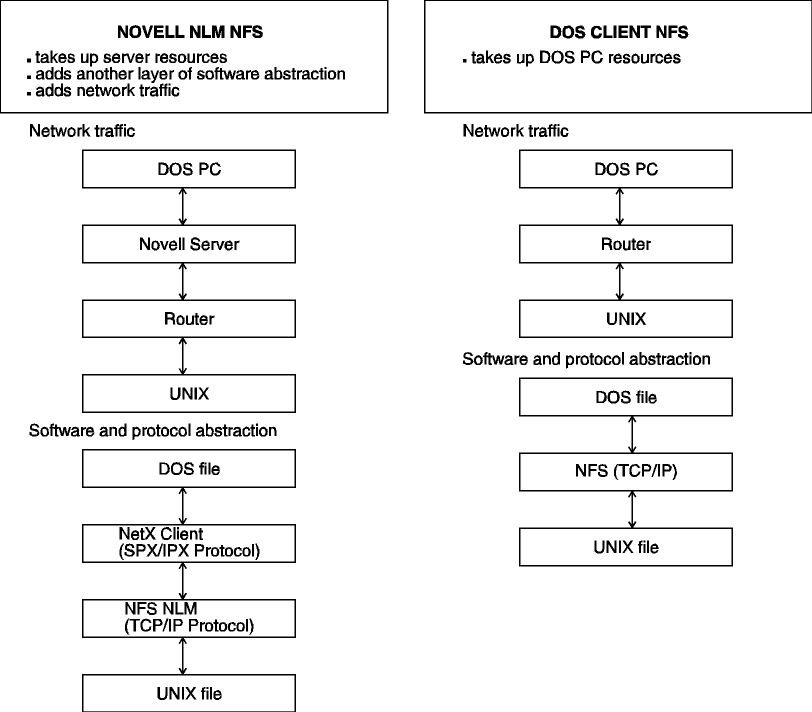 NOVELL NLM NFS
. takes up server resources
. adds another layer of software abstraction
. adds network traffic
Network traffic
DOS PC
Novell Server
Router
UNIX
Software and protocol abstraction
DOS file
NetX Client
(SPX/IPX Protocol)
NFS NLM
(TCP/IP Protocol)
UNIX file
DOS CLIENT NFS
. takes up DOS PC resources
Network traffic
DOS PC
Router
UNIX
Software and protocol abstraction
DOS file
NFS (TCP/IP)
UNIX file